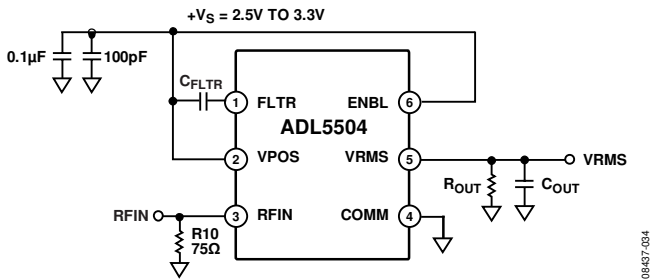 +VS = 2.5V TO 3.3V
0.1µF
100pF
CFLTR
1 FLTR
ENBL 6
ADL5504
2 VPOS
VRMS 5
VRMS
ROUT
COUT
RFIN
3 RFIN
COMM 4
R10
75Ω
08437-034